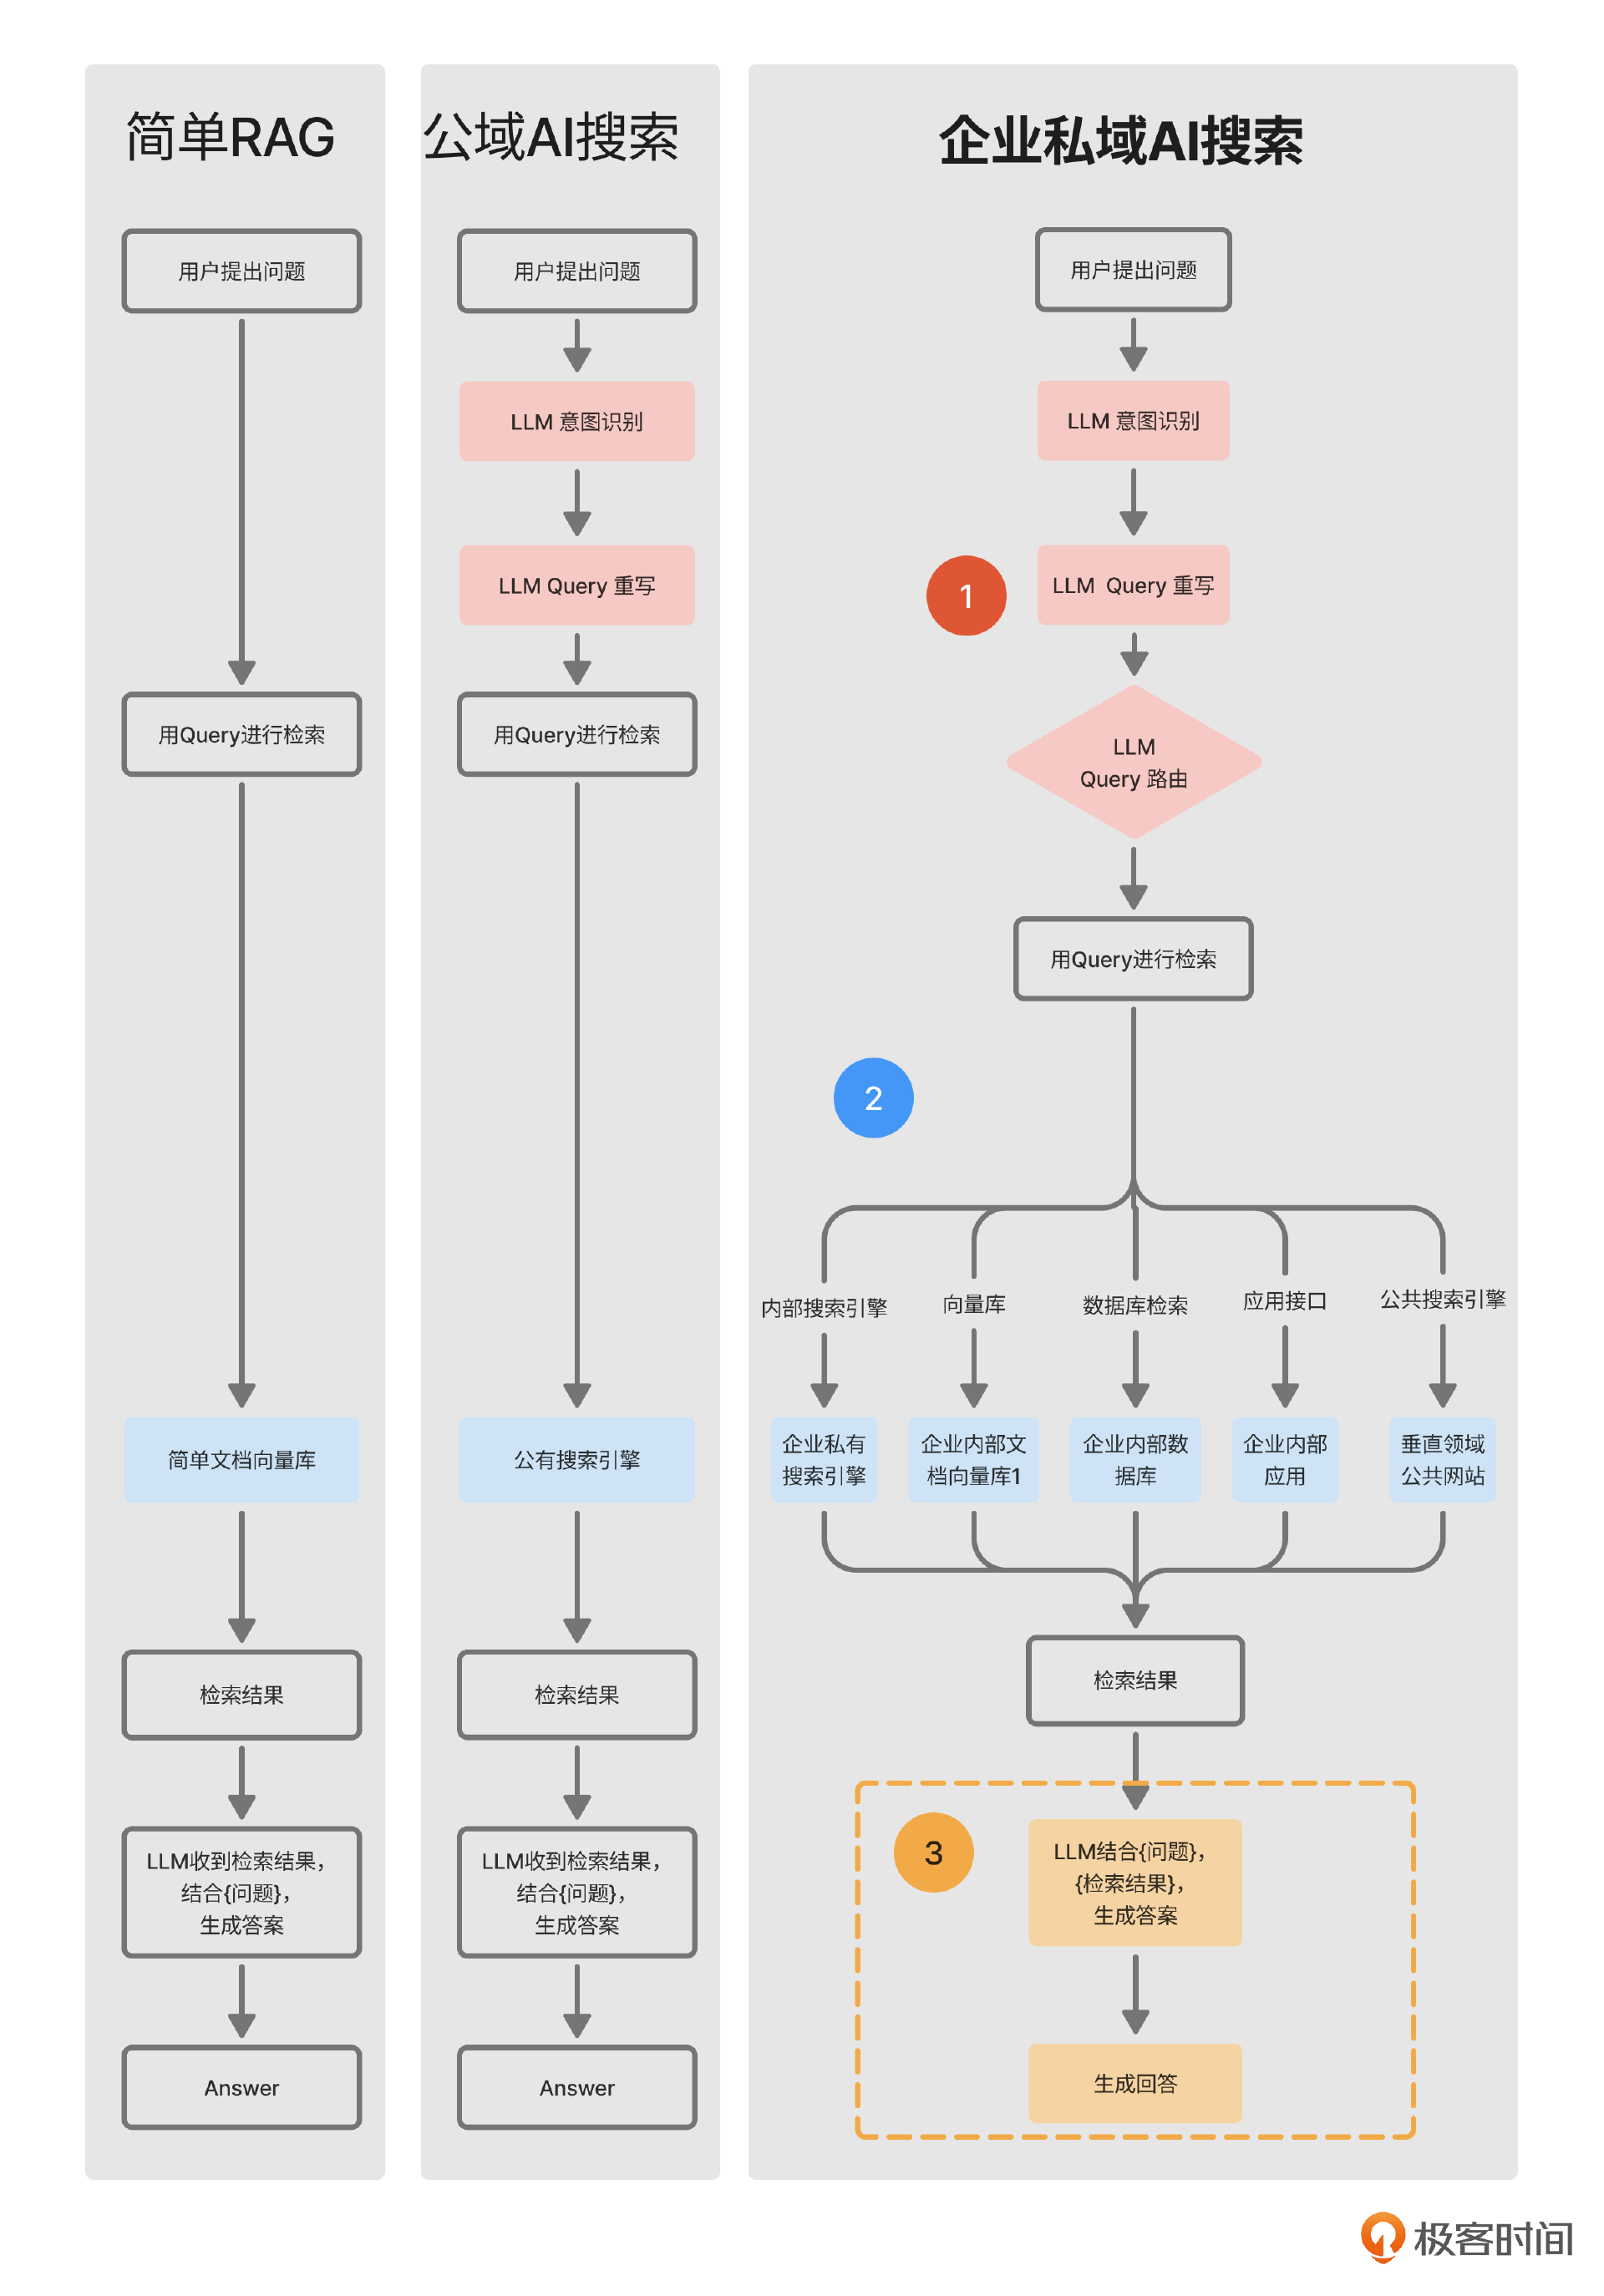 简单RAG
用户提出问题
用Query进行检索
简单文档向量库
检索结果
LLM收到检索结果，
结合{问题}，
生成答案
Answer
公域AI搜索
用户提出问题
LLM 意图识别
LLM Query 重写
用Query进行检索
公有搜索引擎
检索结果
LLM收到检索结果，
结合{问题}，
生成答案
Answer
企业私域AI搜索
用户提出问题
LLM 意图识别
1
LLM Query 重写
LLM
Query 路由
用Query进行检索
2
内部搜索引擎
向量库
数据库检索
应用接口
公共搜索引擎
企业私有
搜索引擎
企业内部文
档向量库1
企业内部数
据库
企业内部
应用
垂直领域
公共网站
检索结果
3
LLM结合{问题}，
{检索结果}，
生成答案
生成回答
极客时间